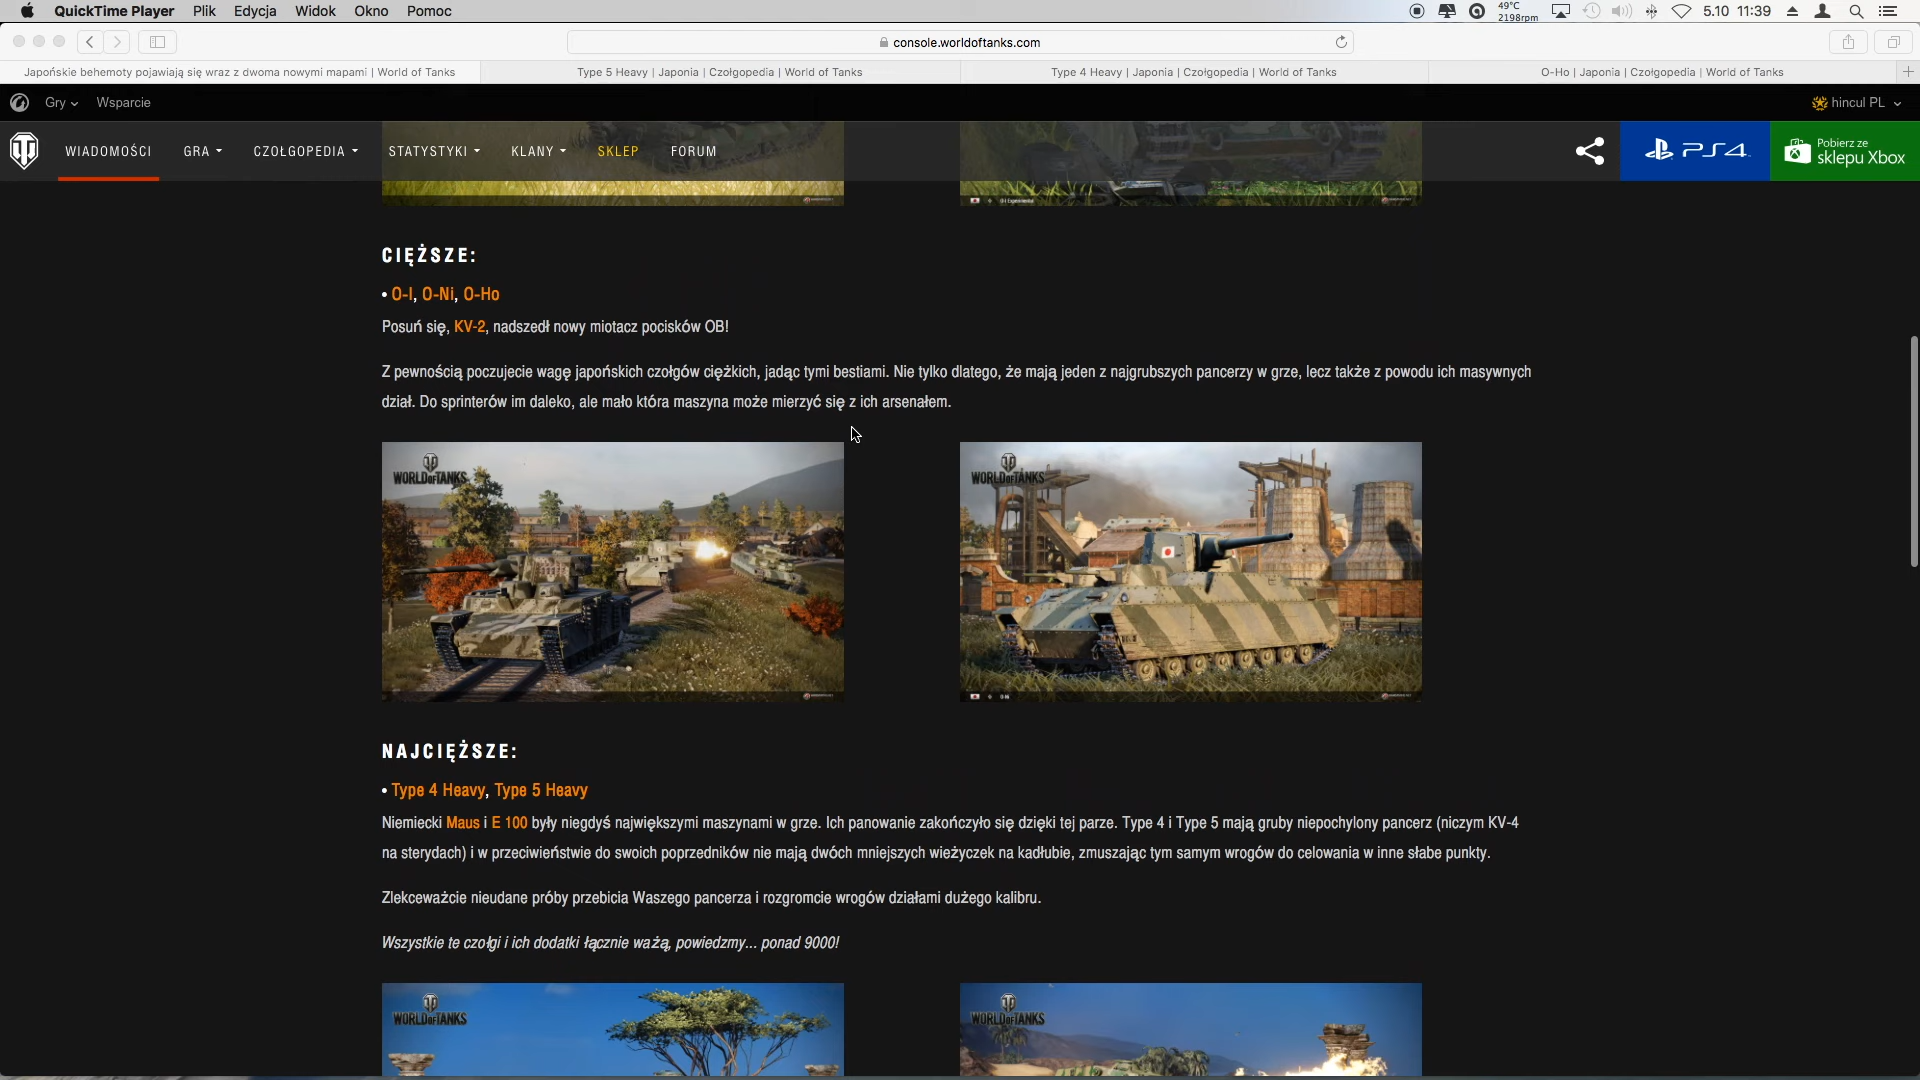 QuickTime Player Plik Edycja Widok Okno Pomoc
49°C
2198rpm
5.10 11:39
console.worldoftanks.com
Japońskie behemoty pojawiają się wraz z dwoma nowymi mapami | World of Tanks
Type 5 Heavy | Japonia | Czołgopedia | World of Tanks
Type 4 Heavy | Japonia | Czołgopedia | World of Tanks
O-Ho | Japonia | Czołgopedia | World of Tanks
Gry Wsparcie
hincul PL
WIADOMOŚCI GRA CZOŁGOPEDIA STATYSTYKI KLANY SKLEP FORUM
PS4
Pobierz ze
sklepu Xbox
O-I Experimental
CIĘŻSZE:
• O-I, O-Ni, O-Ho
Posuń się, KV-2, nadszedł nowy miotacz pocisków OB!
Z pewnością poczujecie wagę japońskich czołgów ciężkich, jadąc tymi bestiami. Nie tylko dlatego, że mają jeden z najgrubszych pancerzy w grze, lecz także z powodu ich masywnych
dział. Do sprinterów im daleko, ale mało która maszyna może mierzyć się z ich arsenałem.
WORLD OF TANKS
WORLD OF TANKS
NAJCIĘŻSZE:
• Type 4 Heavy, Type 5 Heavy
Niemiecki Maus i E 100 były niegdyś największymi maszynami w grze. Ich panowanie zakończyło się dzięki tej parze. Type 4 i Type 5 mają gruby niepochylony pancerz (niczym KV-4
na sterydach) i w przeciwieństwie do swoich poprzedników nie mają dwóch mniejszych wieżyczek na kadłubie, zmuszając tym samym wrogów do celowania w inne słabe punkty.
Zlekceważcie nieudane próby przebicia Waszego pancerza i rozgromcie wrogów działami dużego kalibru.
Wszystkie te czołgi i ich dodatki łącznie ważą, powiedzmy... ponad 9000!
WORLD OF TANKS
WORLD OF TANKS